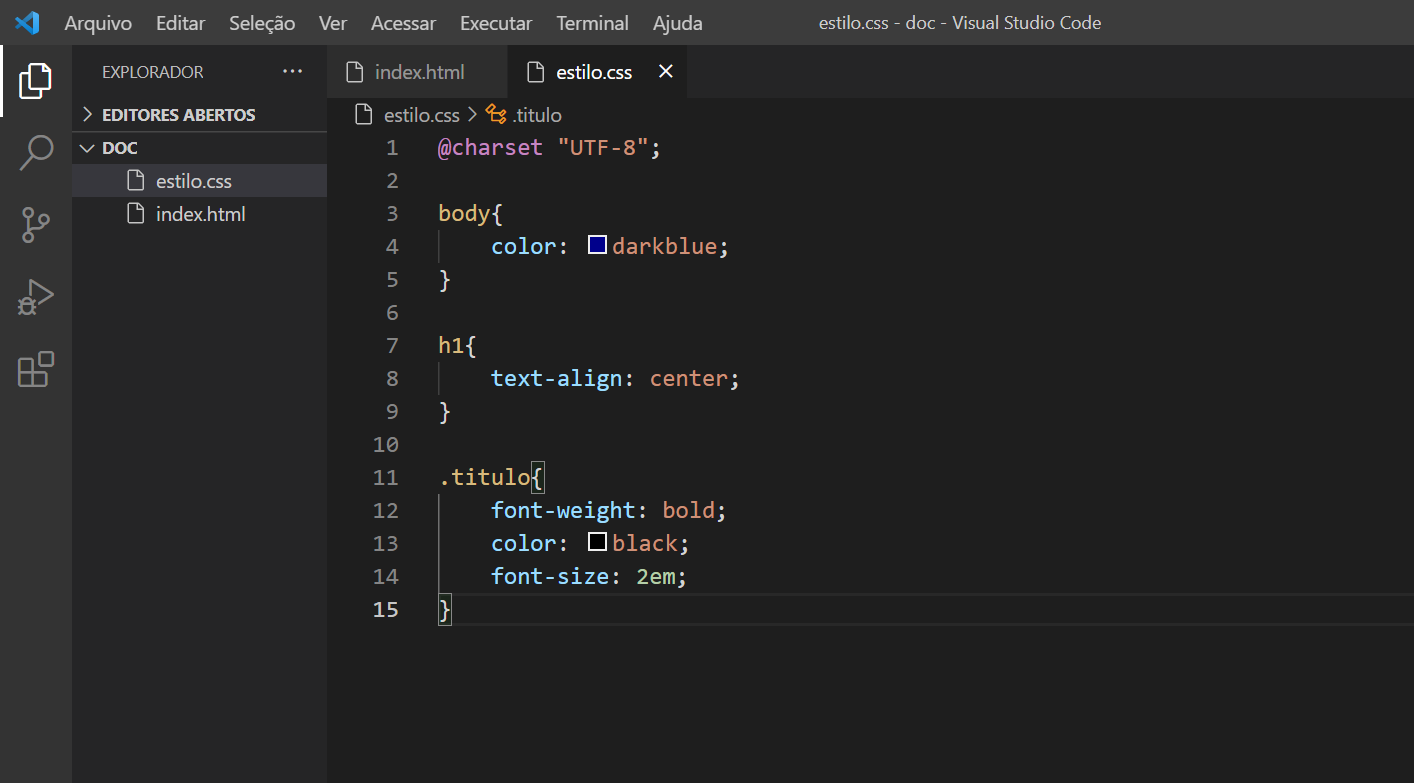 Arquivo Editar Seleção Ver Acessar Executar Terminal Ajuda estilo.css - doc - Visual Studio Code
EXPLORADOR ···
EDITORES ABERTOS
DOC
estilo.css
index.html
index.html estilo.css
estilo.css > .titulo
1 @charset "UTF-8";
2
3 body{
4 color: darkblue;
5 }
6
7 h1{
8 text-align: center;
9 }
10
11 .titulo{
12 font-weight: bold;
13 color: black;
14 font-size: 2em;
15 }